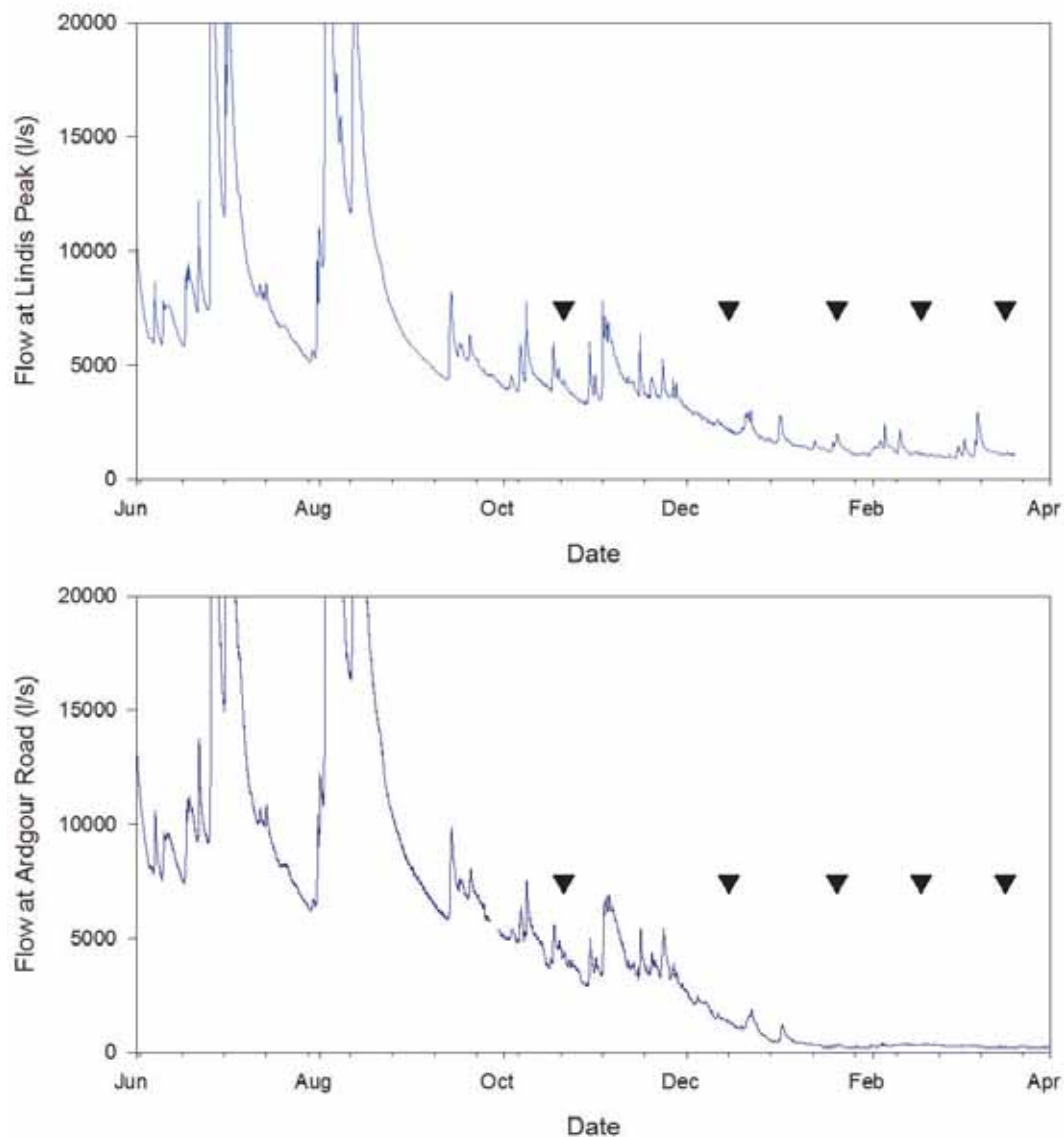 20000
15000
10000
5000
0
Flow at Lindis Peak (l/s)
Jun Aug Oct Dec Feb Apr
Date
20000
15000
10000
5000
0
Flow at Ardgour Road (l/s)
Jun Aug Oct Dec Feb Apr
Date